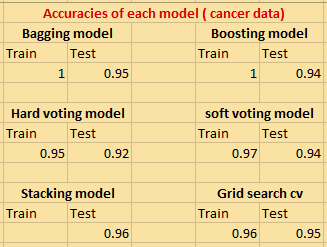 Accuracies of each model ( cancer data)
Bagging model Boosting model
Train Test Train Test
1 0.95 1 0.94
Hard voting model soft voting model
Train Test Train Test
0.95 0.92 0.97 0.94
Stacking model Grid search cv
Train Test Train Test
0.96 0.96 0.95